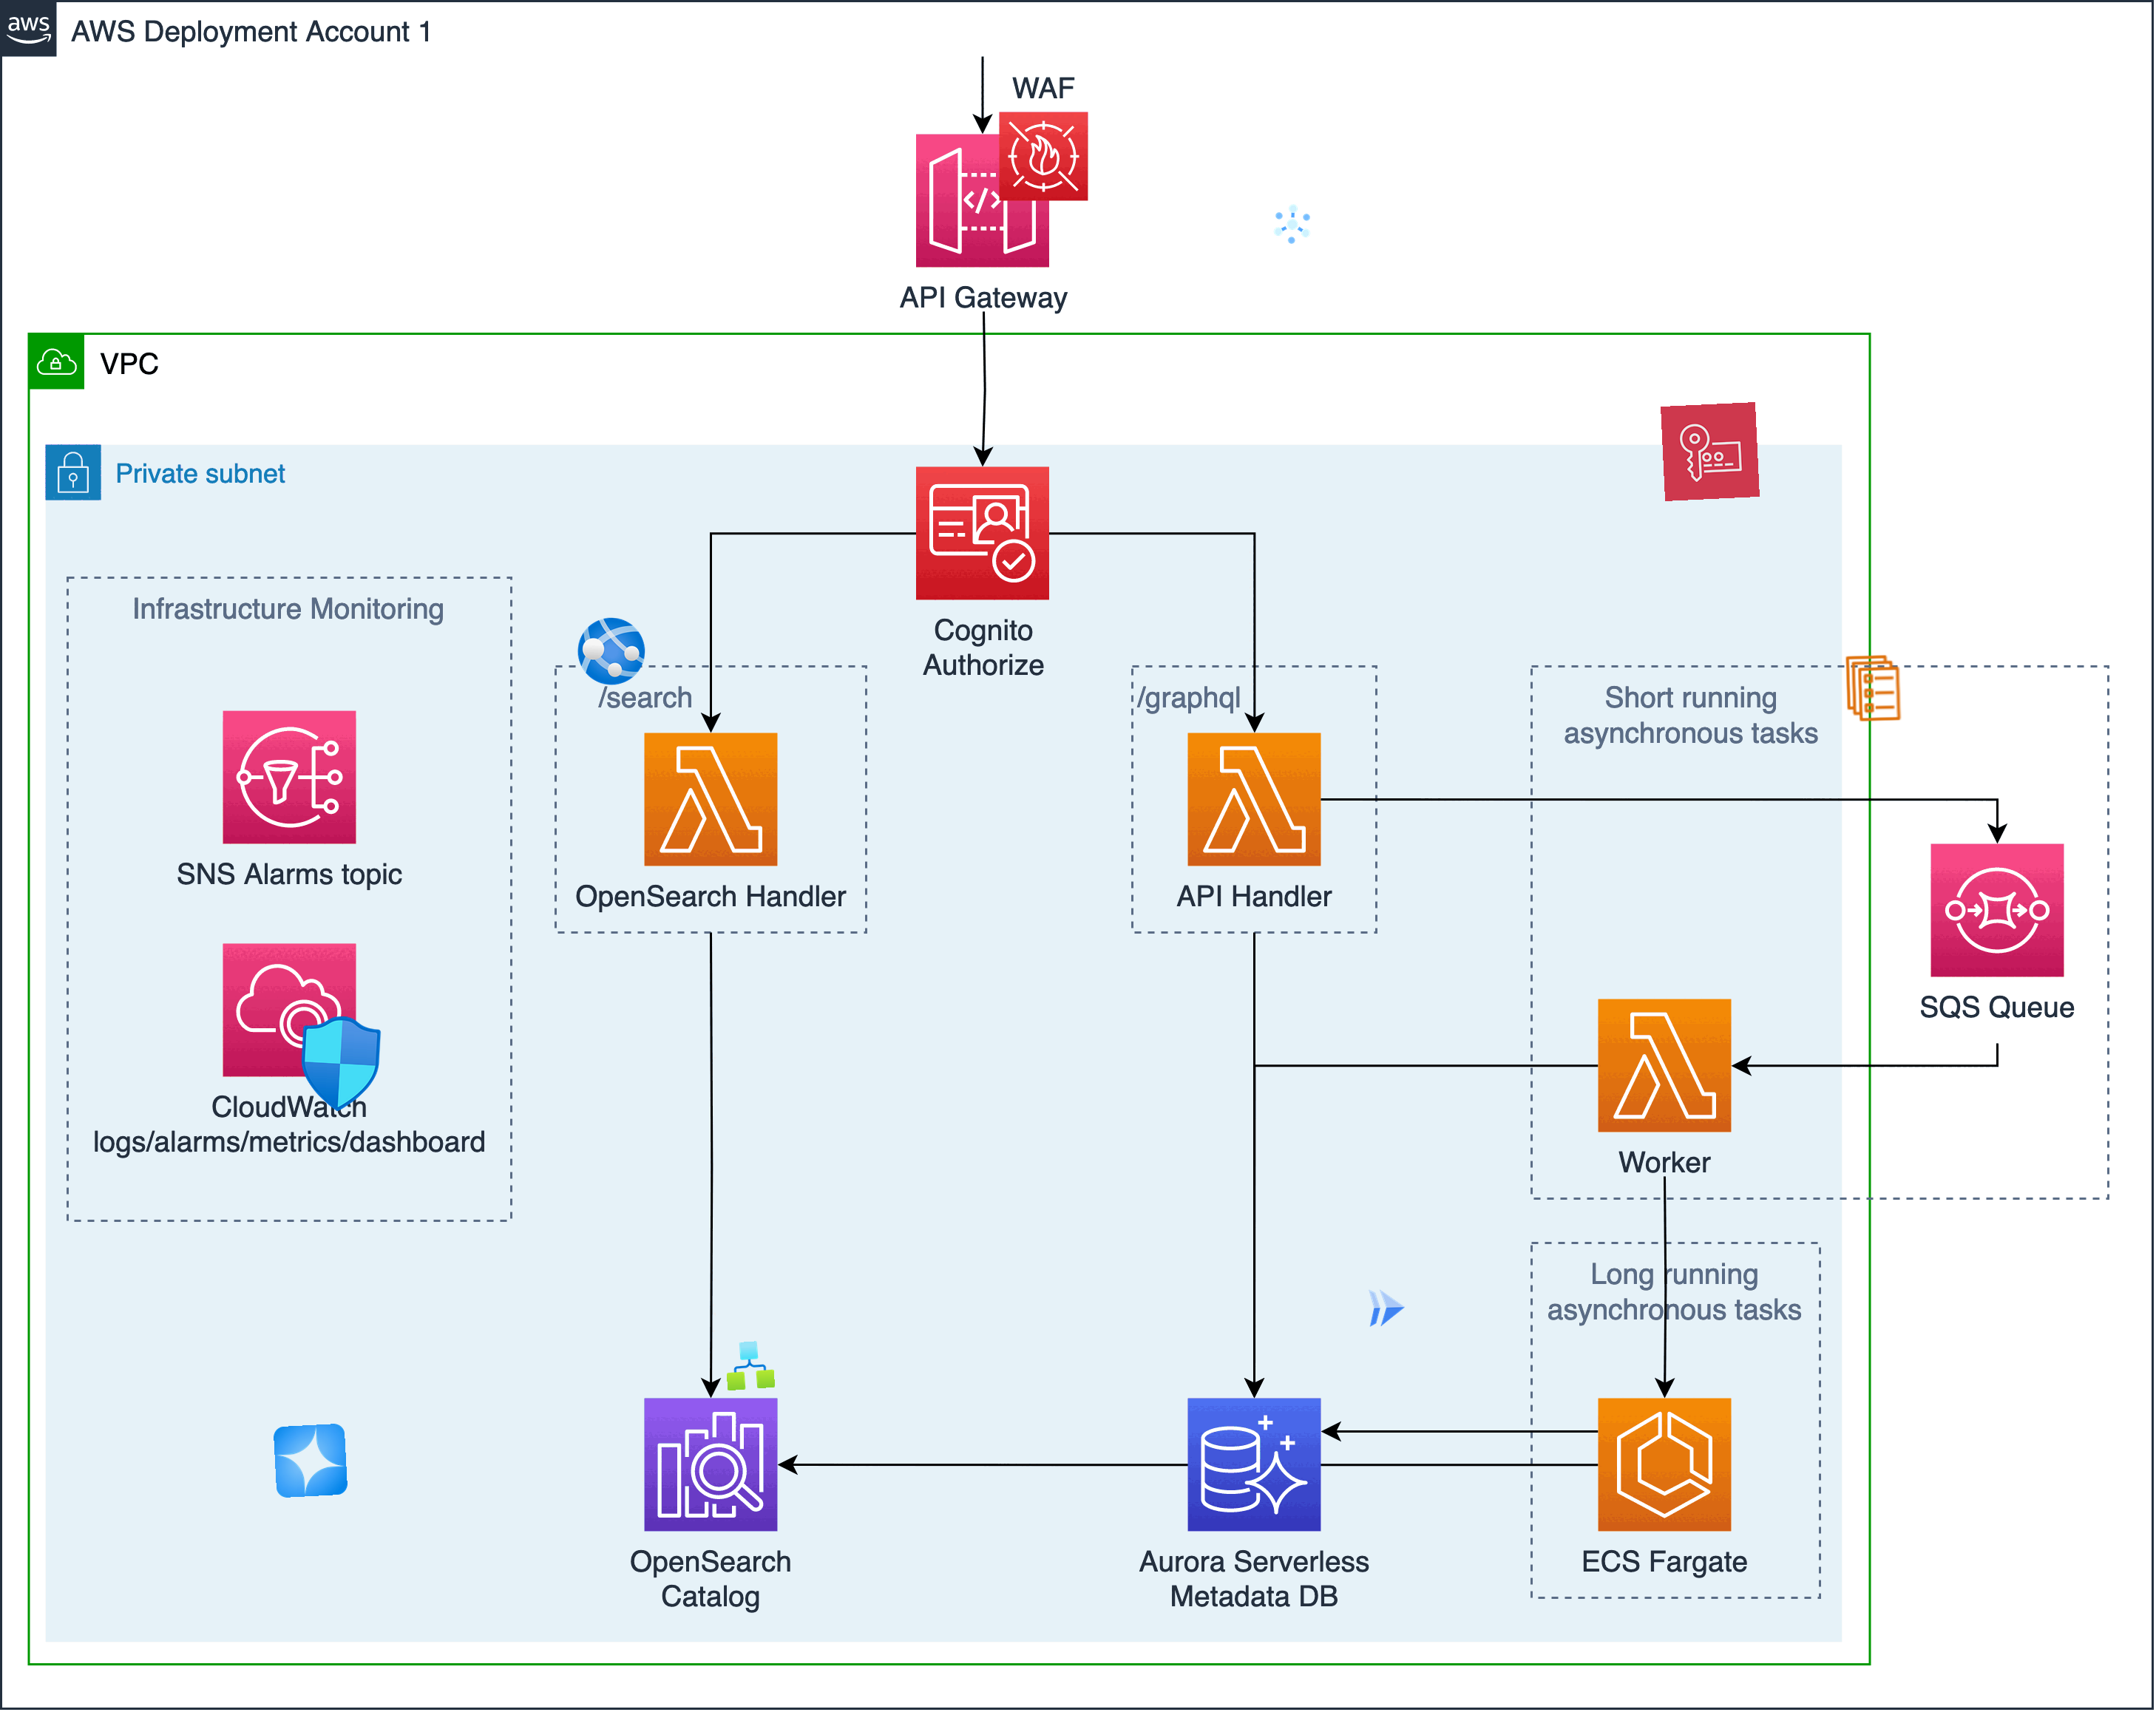 aws
AWS Deployment Account 1
WAF
</>
API Gateway
VPC
Private subnet
Cognito
Authorize
Infrastructure Monitoring
/search
/graphql
Short running
asynchronous tasks
SNS Alarms topic
OpenSearch Handler
API Handler
SQS Queue
CloudWatch
logs/alarms/metrics/dashboard
Worker
Long running
asynchronous tasks
OpenSearch
Catalog
Aurora Serverless
Metadata DB
ECS Fargate